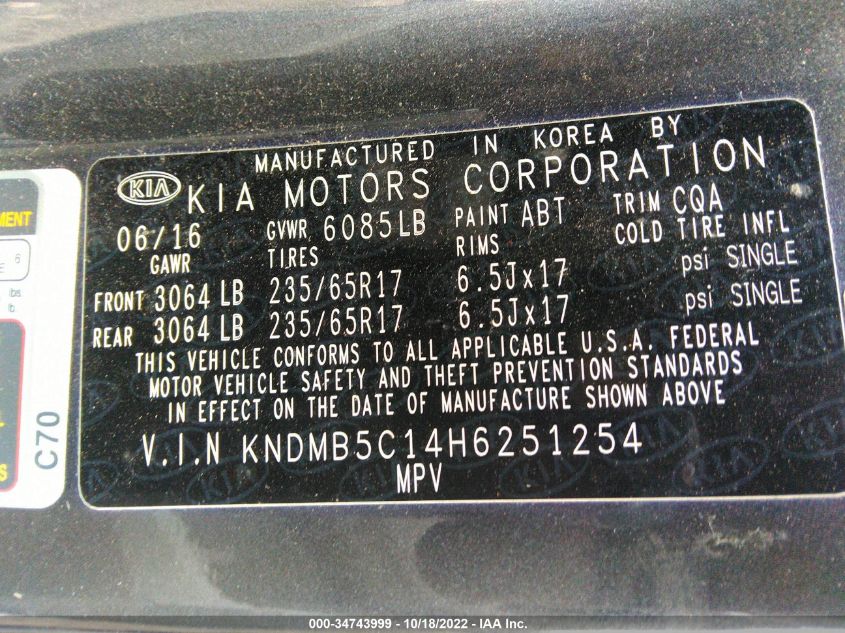 MANUFACTURED IN KOREA BY
KIA KIA MOTORS CORPORATION
06/16 GVWR 6085LB PAINT ABT TRIM CQA
GAWR TIRES RIMS COLD TIRE INFL
FRONT 3064 LB 235/65R17 6.5Jx17 psi SINGLE
REAR 3064 LB 235/65R17 6.5Jx17 psi SINGLE
THIS VEHICLE CONFORMS TO ALL APPLICABLE U.S.A. FEDERAL
MOTOR VEHICLE SAFETY AND THEFT PREVENTION STANDARDS
IN EFFECT ON THE DATE OF MANUFACTURE SHOWN ABOVE
V.I.N KNDMB5C14H6251254
MPV
C70
000-34743999 - 10/18/2022 - IAA Inc.